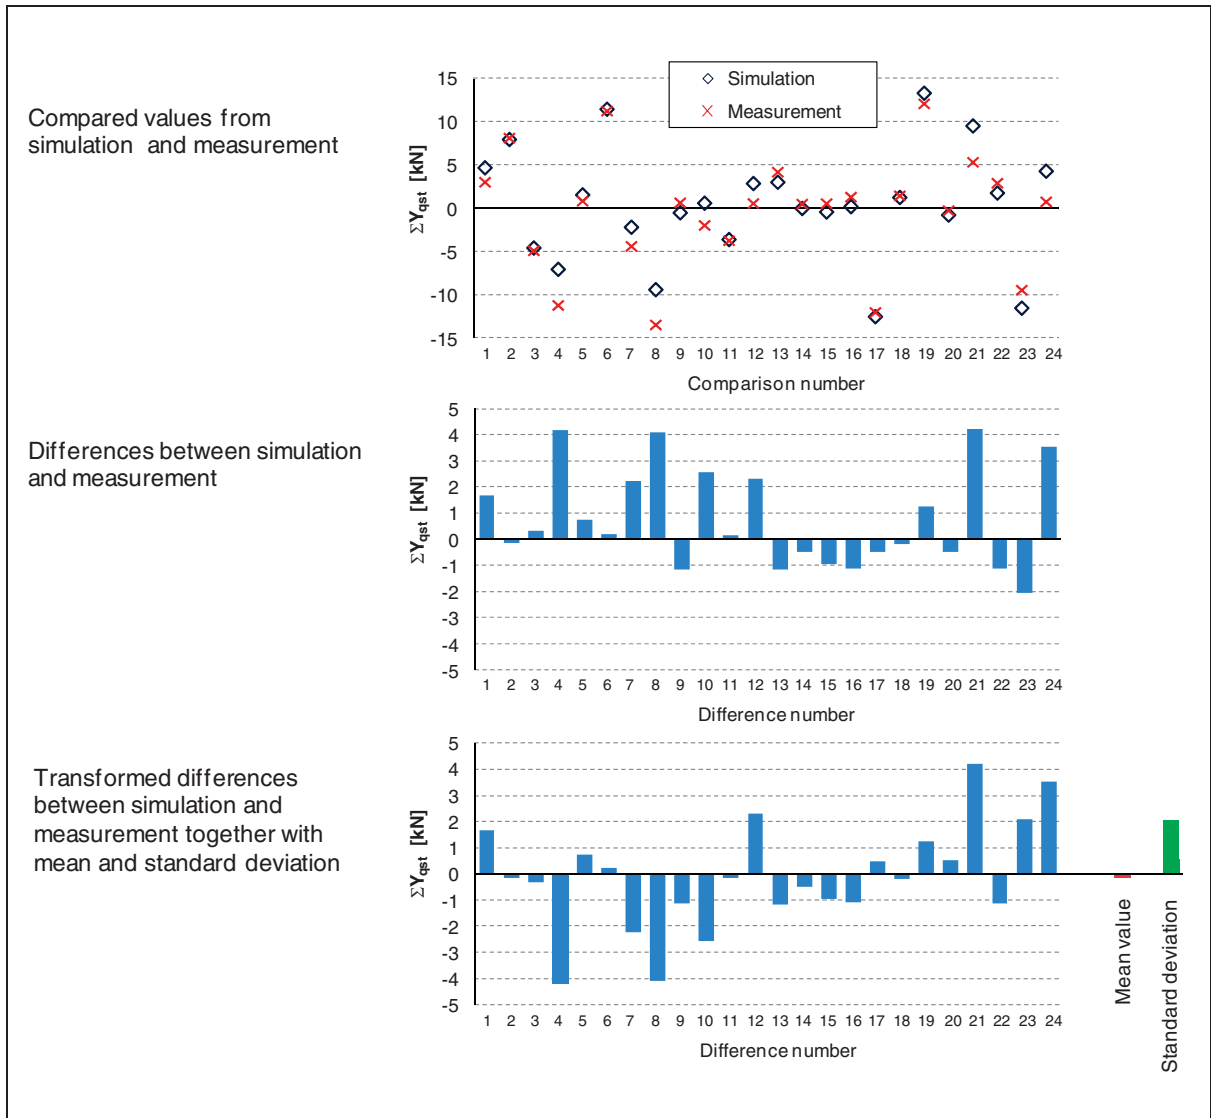 Compared values from
simulation and measurement
ΣY_qst [kN]
15
10
5
0
-5
-10
-15
Simulation
Measurement
1 2 3 4 5 6 7 8 9 10 11 12 13 14 15 16 17 18 19 20 21 22 23 24
Comparison number
Differences between simulation
and measurement
ΣY_qst [kN]
5
4
3
2
1
0
-1
-2
-3
-4
-5
1 2 3 4 5 6 7 8 9 10 11 12 13 14 15 16 17 18 19 20 21 22 23 24
Difference number
Transformed differences
between simulation and
measurement together with
mean and standard deviation
ΣY_qst [kN]
5
4
3
2
1
0
-1
-2
-3
-4
-5
1 2 3 4 5 6 7 8 9 10 11 12 13 14 15 16 17 18 19 20 21 22 23 24
Difference number
Mean value
Standard deviation